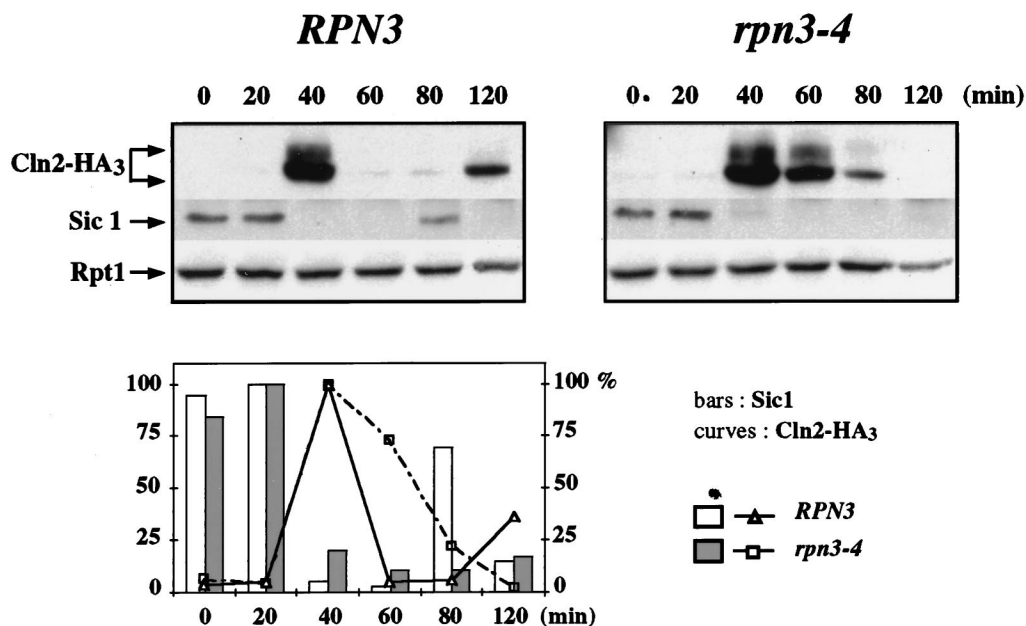 RPN3 rpn3-4
0 20 40 60 80 120 0 20 40 60 80 120 (min)
Cln2-HA3
Sic 1
Rpt1
100 100 %
75 75
50 50
25 25
0 0
0 20 40 60 80 120 (min)
bars : Sic1
curves : Cln2-HA3
RPN3
rpn3-4